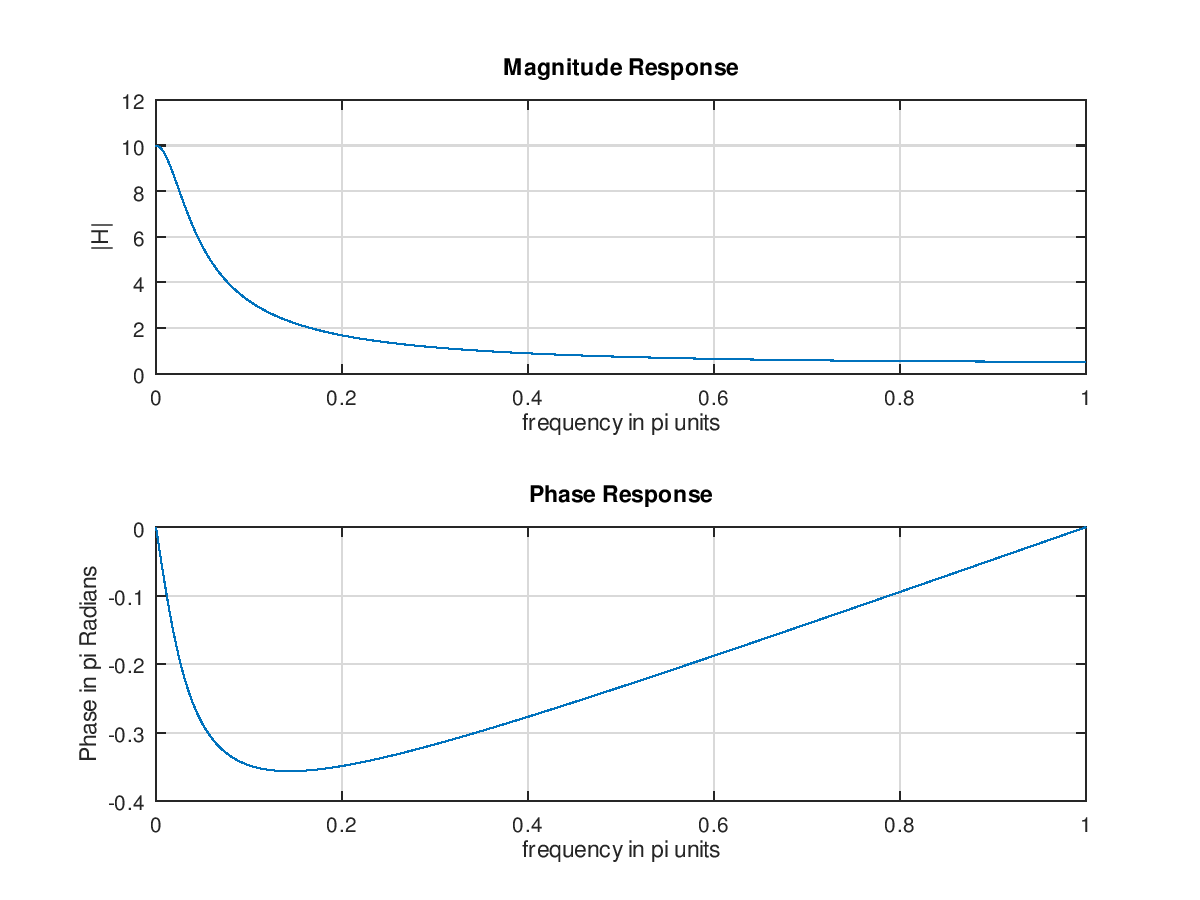 Magnitude Response
12
10
8
6
4
2
0
|H|
0 0.2 0.4 0.6 0.8 1
frequency in pi units
Phase Response
0
-0.1
-0.2
-0.3
-0.4
Phase in pi Radians
0 0.2 0.4 0.6 0.8 1
frequency in pi units